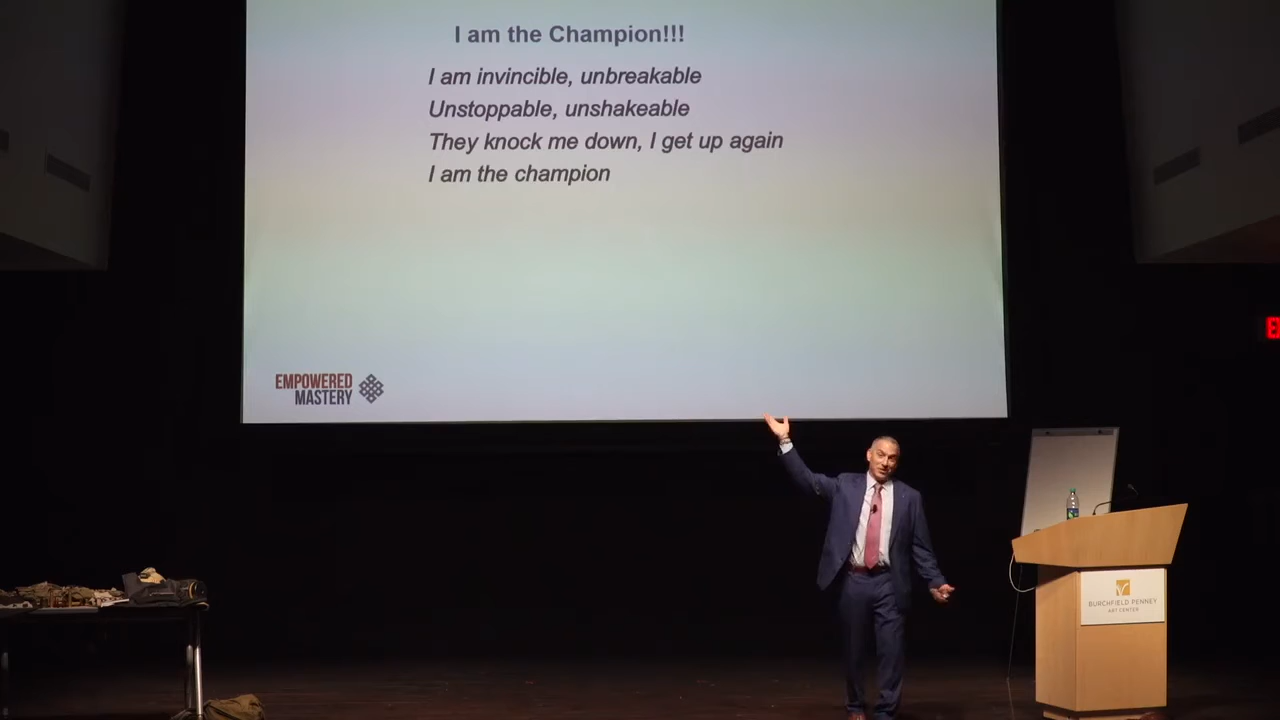 I am the Champion!!!
I am invincible, unbreakable
Unstoppable, unshakeable
They knock me down, I get up again
I am the champion
EMPOWERED
MASTERY
E
BURCHFIELD PENNEY
ART CENTER